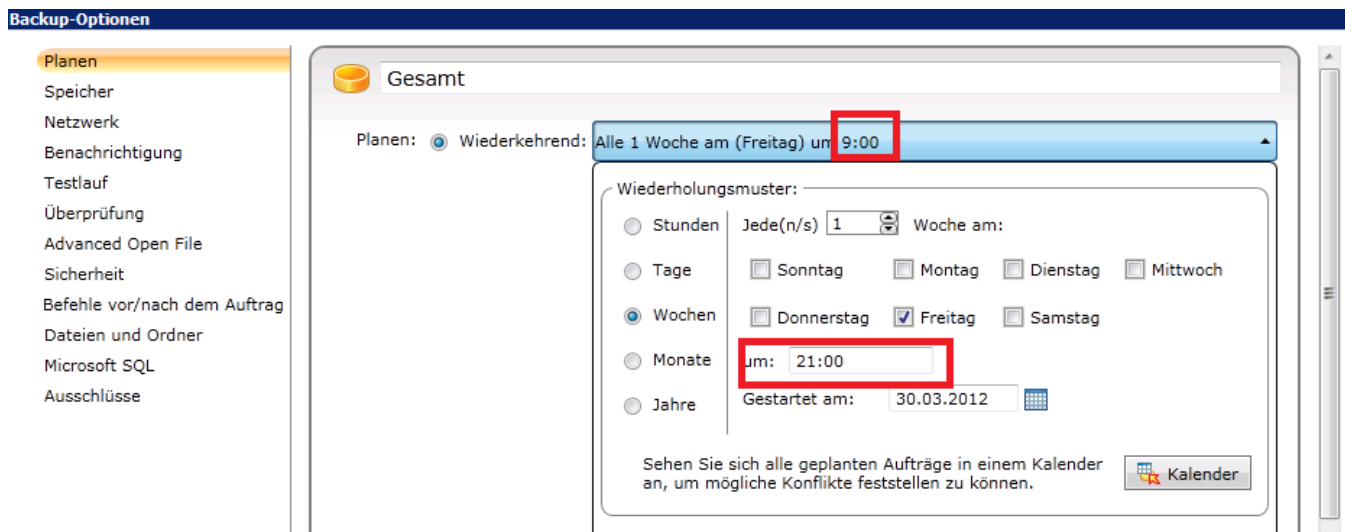 Backup-Optionen
Planen
Speicher
Netzwerk
Benachrichtigung
Testlauf
Überprüfung
Advanced Open File
Sicherheit
Befehle vor/nach dem Auftrag
Dateien und Ordner
Microsoft SQL
Ausschlüsse
Gesamt
Planen: Wiederkehrend: Alle 1 Woche am (Freitag) um 9:00
Wiederholungsmuster:
Stunden Jede(n/s) 1 Woche am:
Tage Sonntag Montag Dienstag Mittwoch
Wochen Donnerstag Freitag Samstag
Monate um: 21:00
Jahre Gestartet am: 30.03.2012
Sehen Sie sich alle geplanten Aufträge in einem Kalender
an, um mögliche Konflikte feststellen zu können.
Kalender